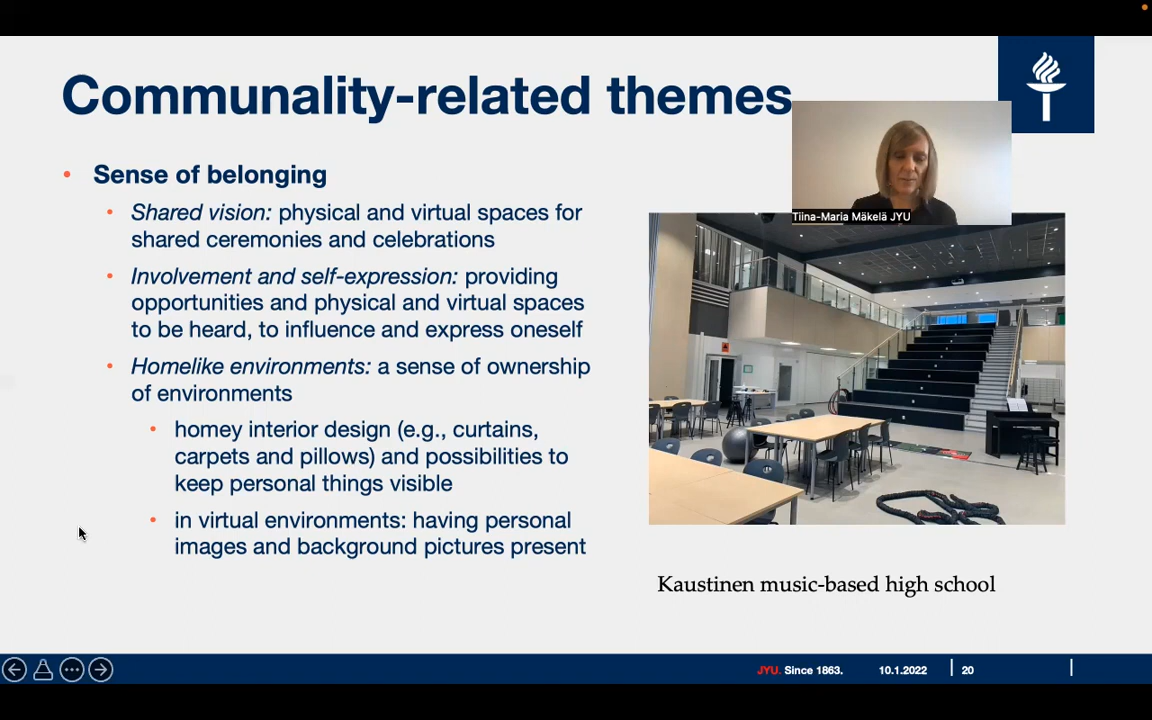 Communality-related themes
Tiina-Maria Mäkelä JYU
• Sense of belonging
• Shared vision: physical and virtual spaces for
shared ceremonies and celebrations
• Involvement and self-expression: providing
opportunities and physical and virtual spaces
to be heard, to influence and express oneself
• Homelike environments: a sense of ownership
of environments
• homey interior design (e.g., curtains,
carpets and pillows) and possibilities to
keep personal things visible
• in virtual environments: having personal
images and background pictures present
Kaustinen music-based high school
JYU. Since 1863.
10.1.2022
20